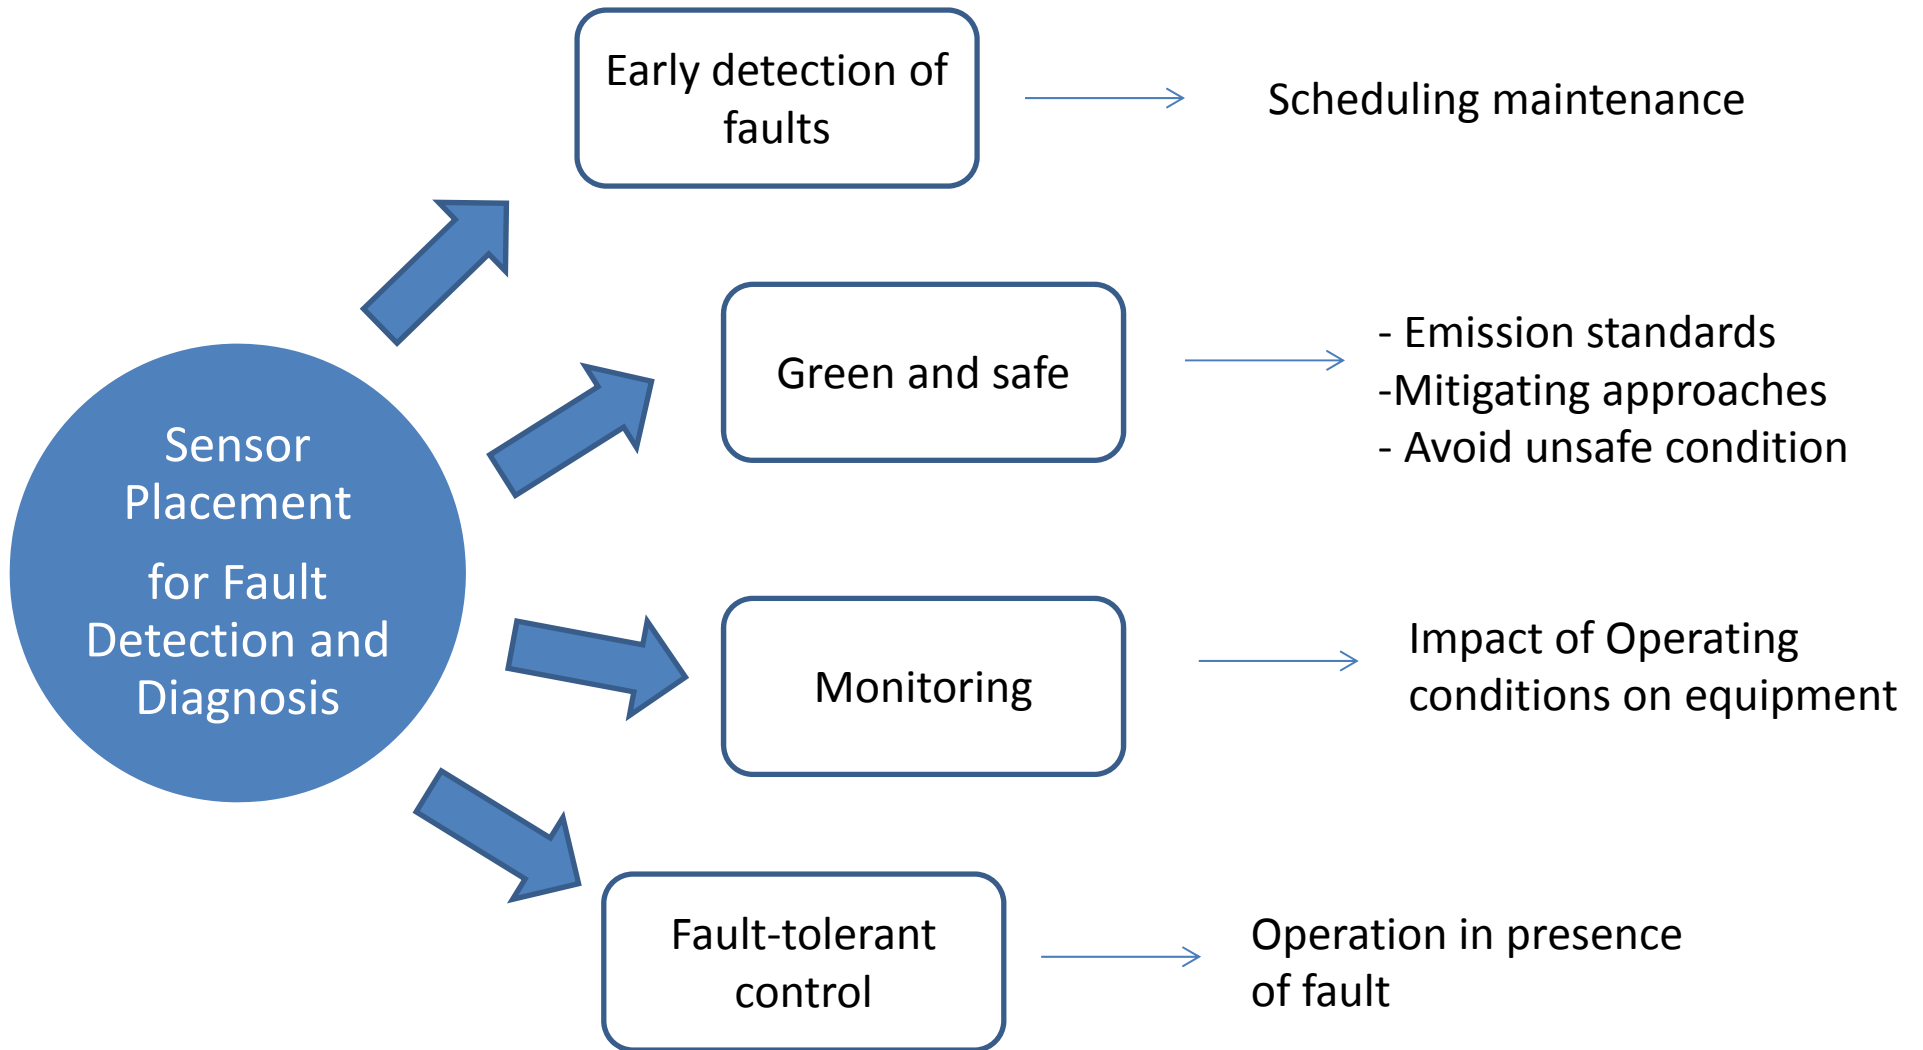 Early detection of
faults
Scheduling maintenance
Green and safe
- Emission standards
-Mitigating approaches
- Avoid unsafe condition
Sensor
Placement
for Fault
Detection and
Diagnosis
Monitoring
Impact of Operating
conditions on equipment
Fault-tolerant
control
Operation in presence
of fault